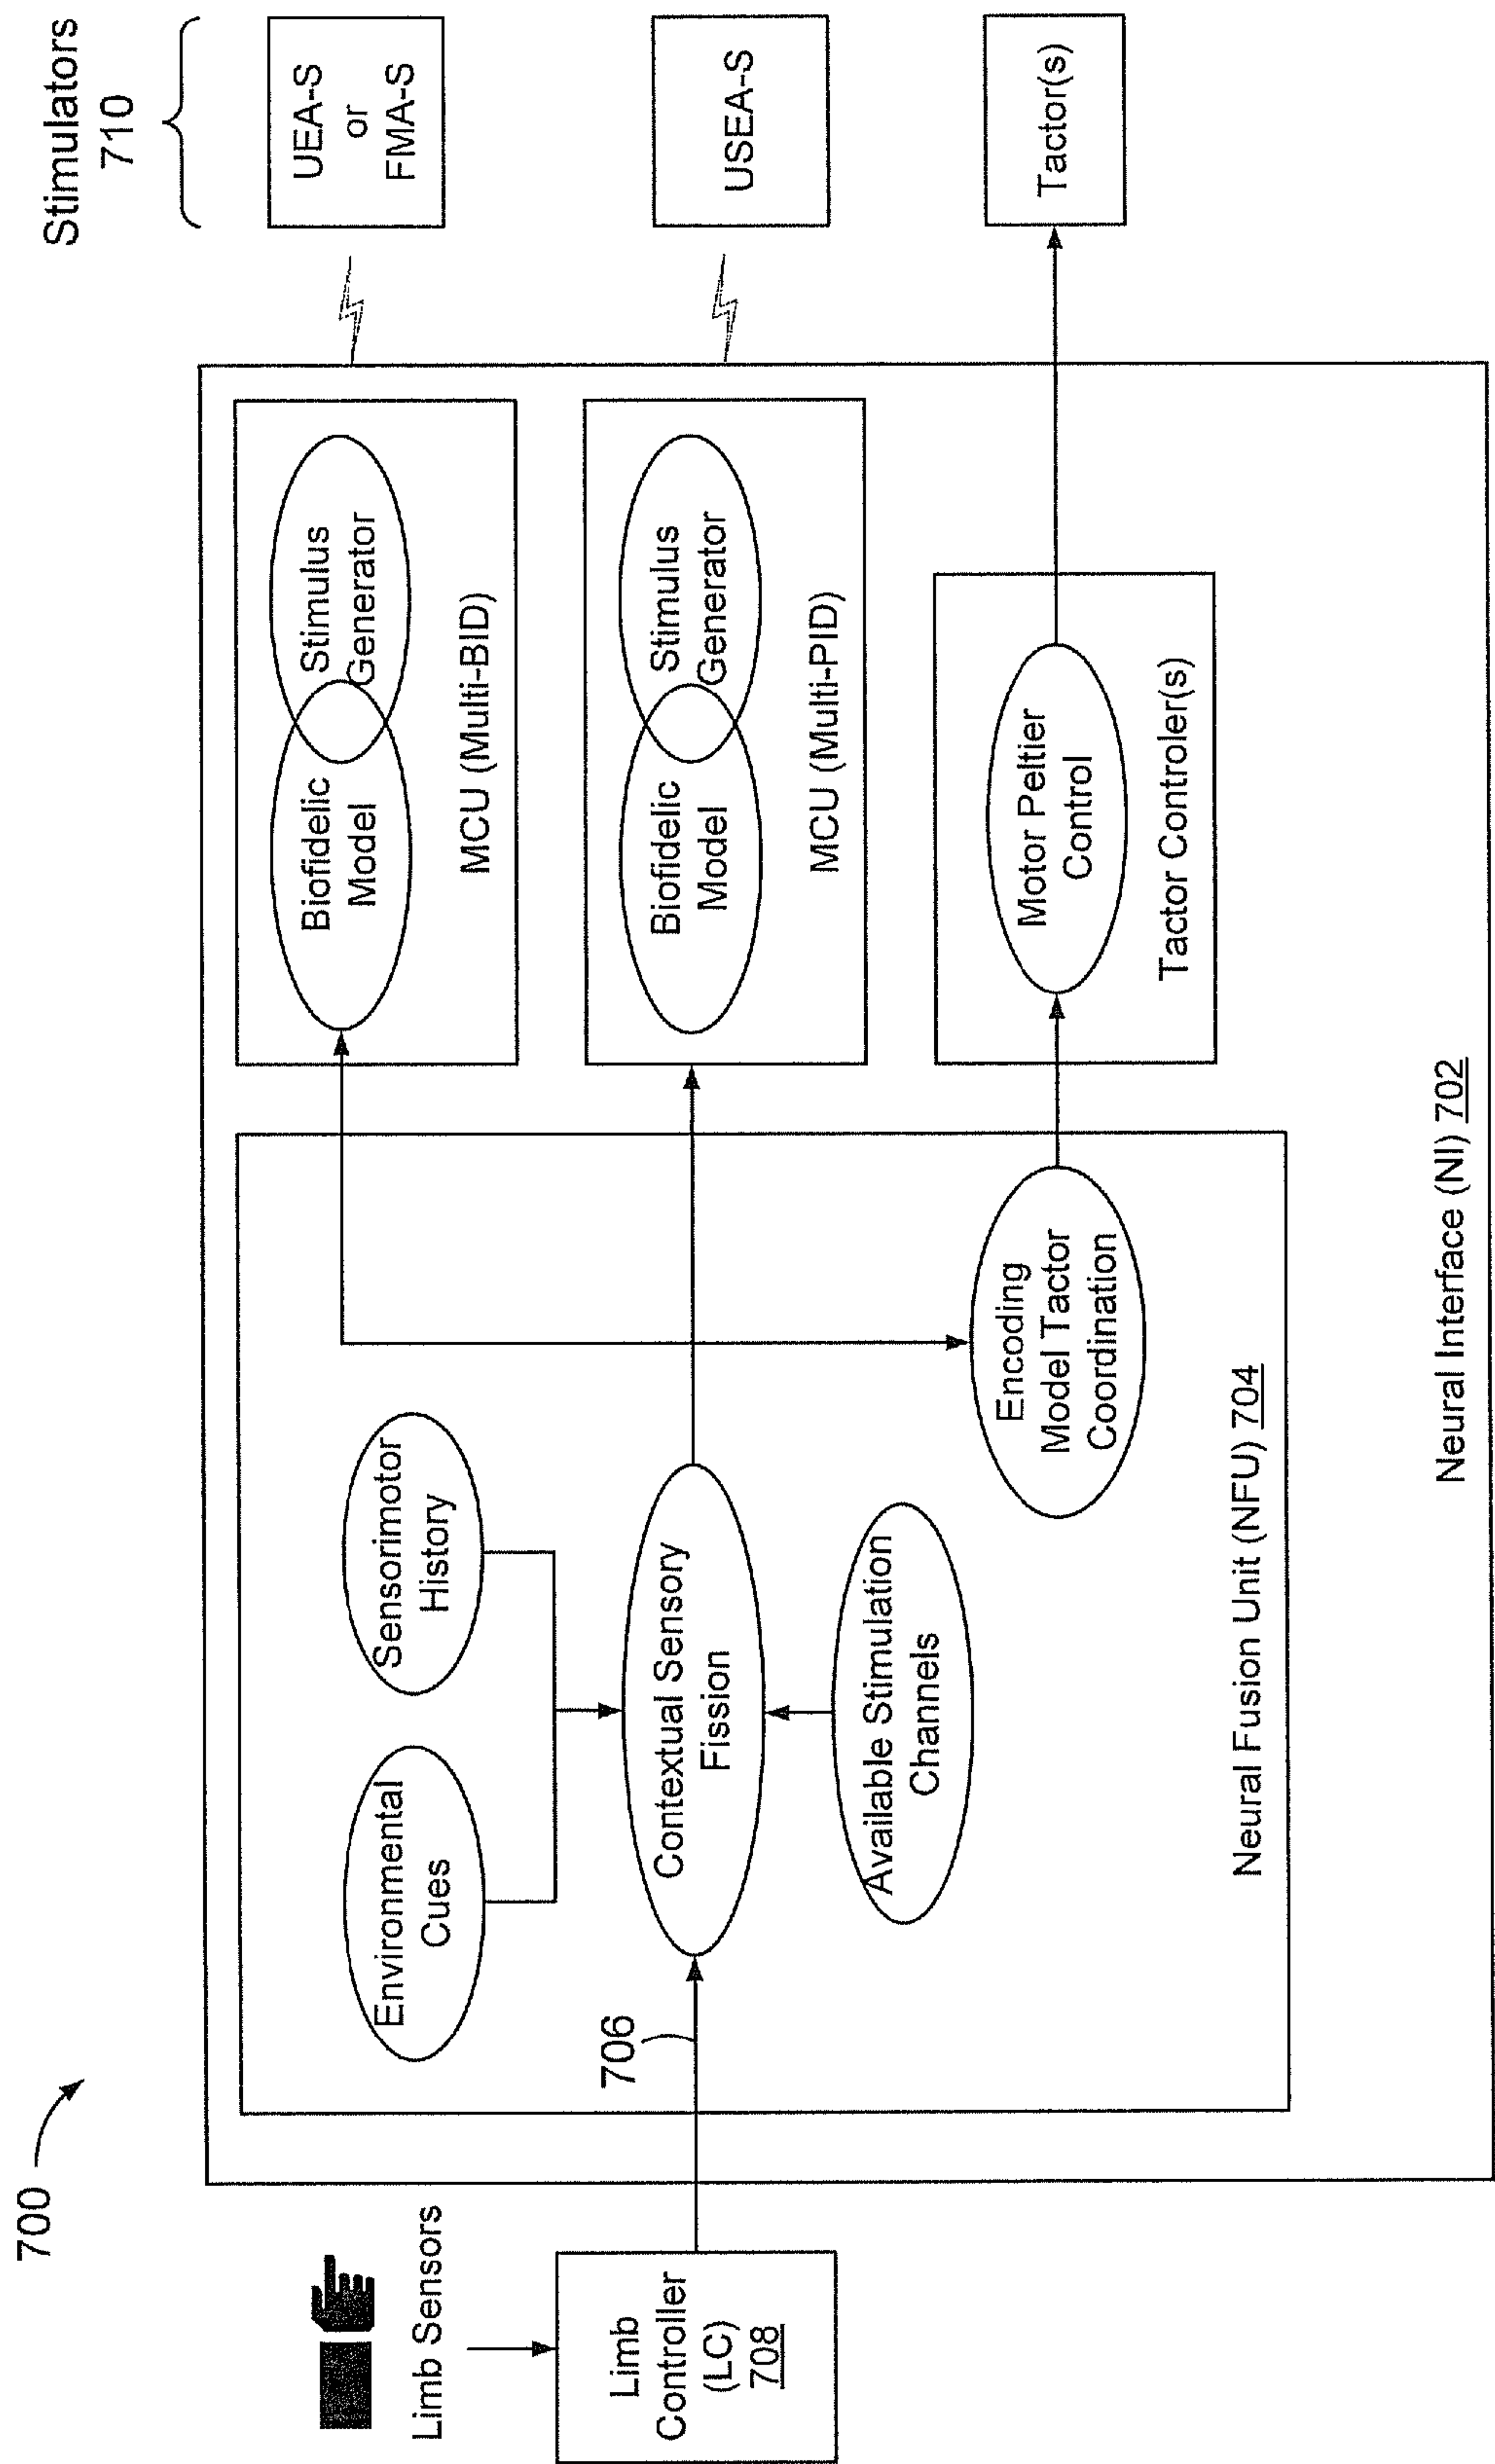 700
Limb Sensors
Limb
Controller
(LC)
708
706
Environmental
Cues
Sensorimotor
History
Contextual Sensory
Fission
Available Stimulation
Channels
Encoding
Model Tactor
Coordination
Neural Fusion Unit (NFU) 704
Biofidelic
Model
Stimulus
Generator
MCU (Multi-BID)
Biofidelic
Model
Stimulus
Generator
MCU (Multi-PID)
Motor Peltier
Control
Tactor Controler(s)
Neural Interface (NI) 702
Stimulators
710
UEA-S
or
FMA-S
USEA-S
Tactor(s)